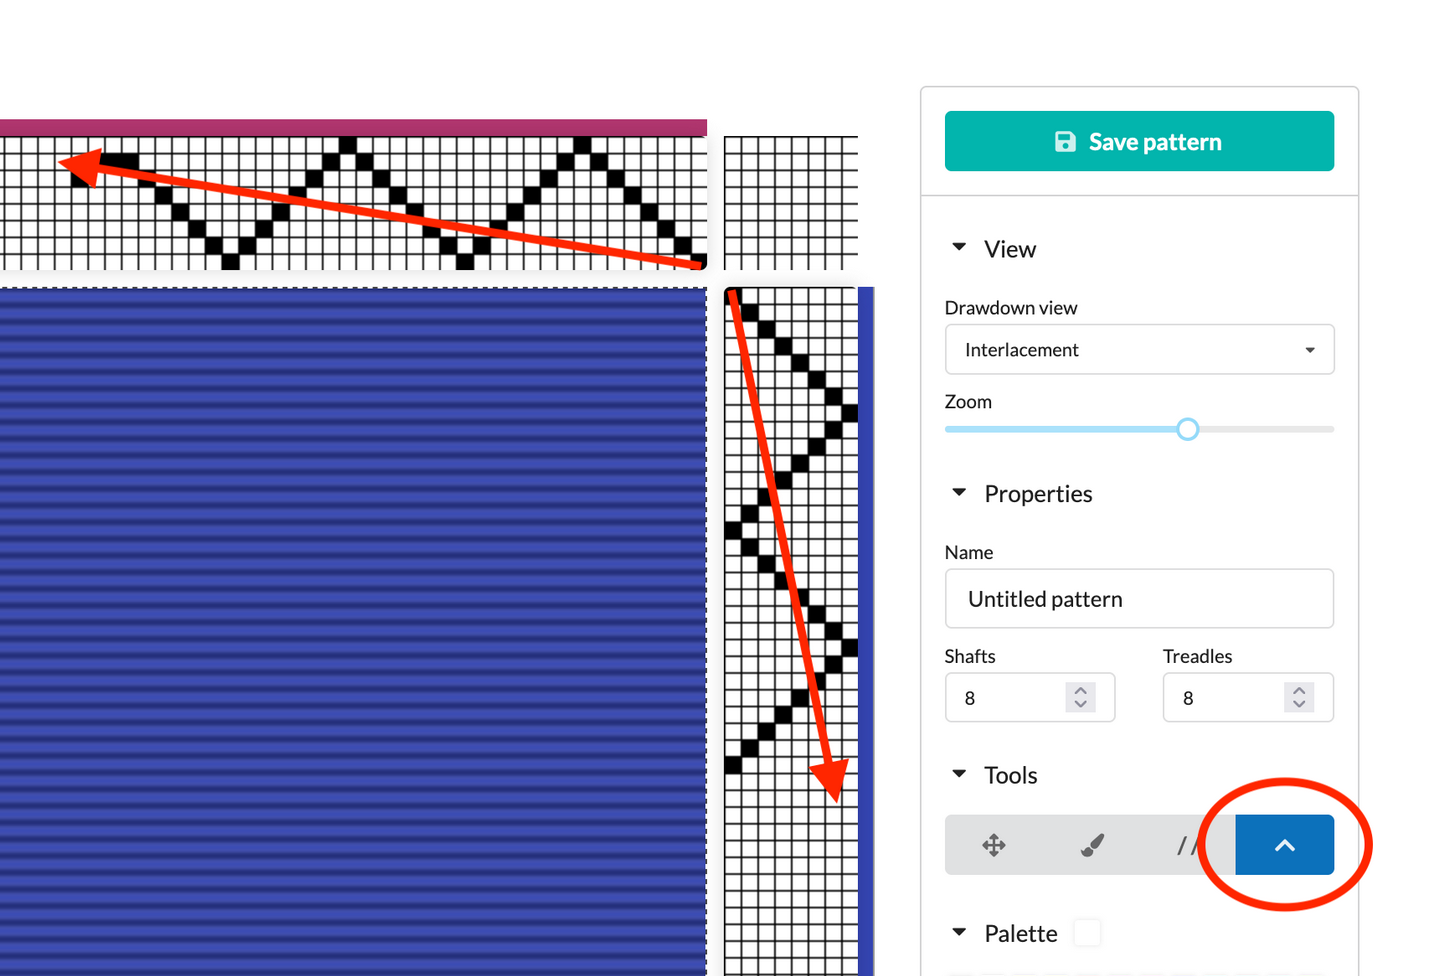 Save pattern
View
Drawdown view
Interlacement
Zoom
Properties
Name
Untitled pattern
Shafts
Treadles
8
8
Tools
Palette